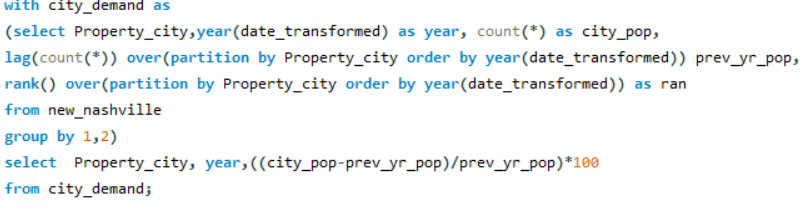 with city_demand as
(select Property_city,year(date_transformed) as year, count(*) as city_pop,
lag(count(*)) over(partition by Property_city order by year(date_transformed)) prev_yr_pop,
rank() over(partition by Property_city order by year(date_transformed)) as ran
from new_nashville
group by 1,2)
select  Property_city, year,((city_pop-prev_yr_pop)/prev_yr_pop)*100
from city_demand;